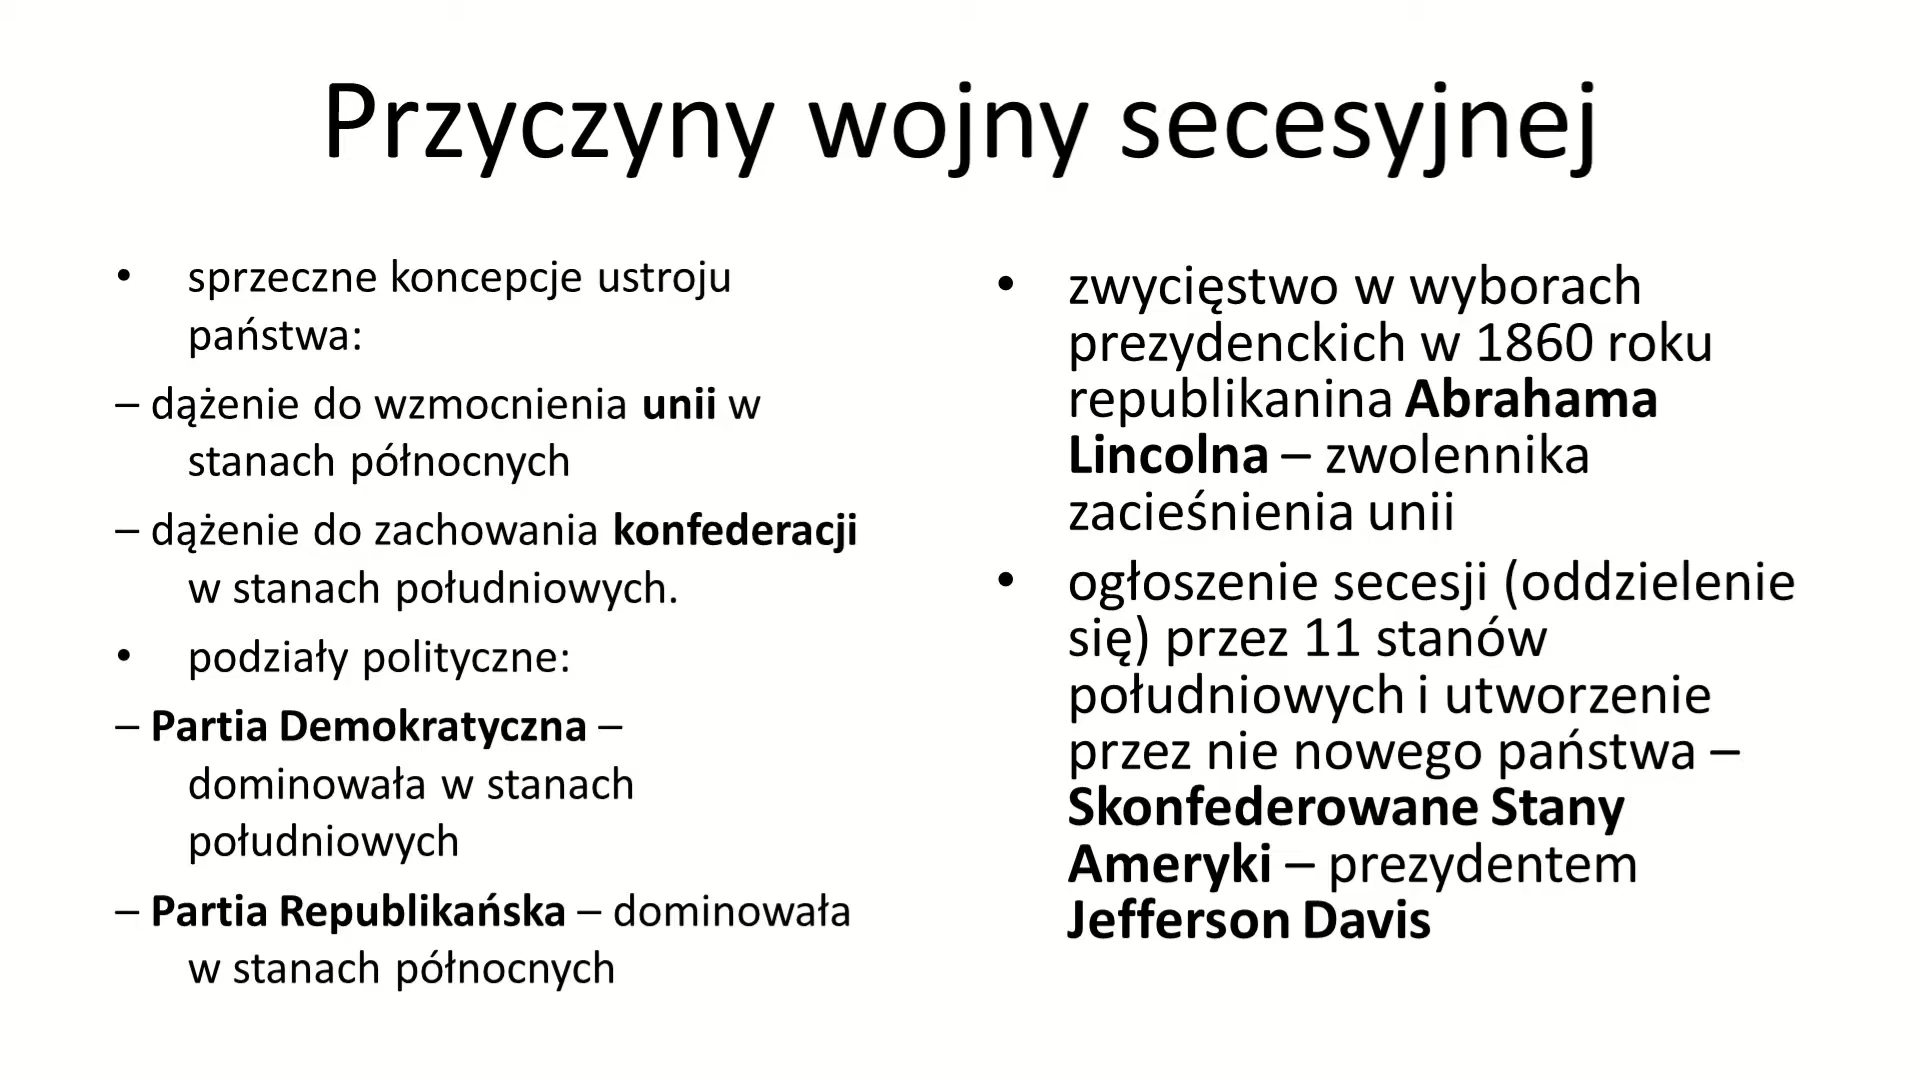 Przyczyny wojny secesyjnej
• sprzeczne koncepcje ustroju
państwa:
– dążenie do wzmocnienia unii w
stanach północnych
– dążenie do zachowania konfederacji
w stanach południowych.
• podziały polityczne:
– Partia Demokratyczna –
dominowała w stanach
południowych
– Partia Republikańska – dominowała
w stanach północnych
• zwycięstwo w wyborach
prezydenckich w 1860 roku
republikanina Abrahama
Lincolna – zwolennika
zacieśnienia unii
• ogłoszenie secesji (oddzielenie
się) przez 11 stanów
południowych i utworzenie
przez nie nowego państwa –
Skonfederowane Stany
Ameryki – prezydentem
Jefferson Davis